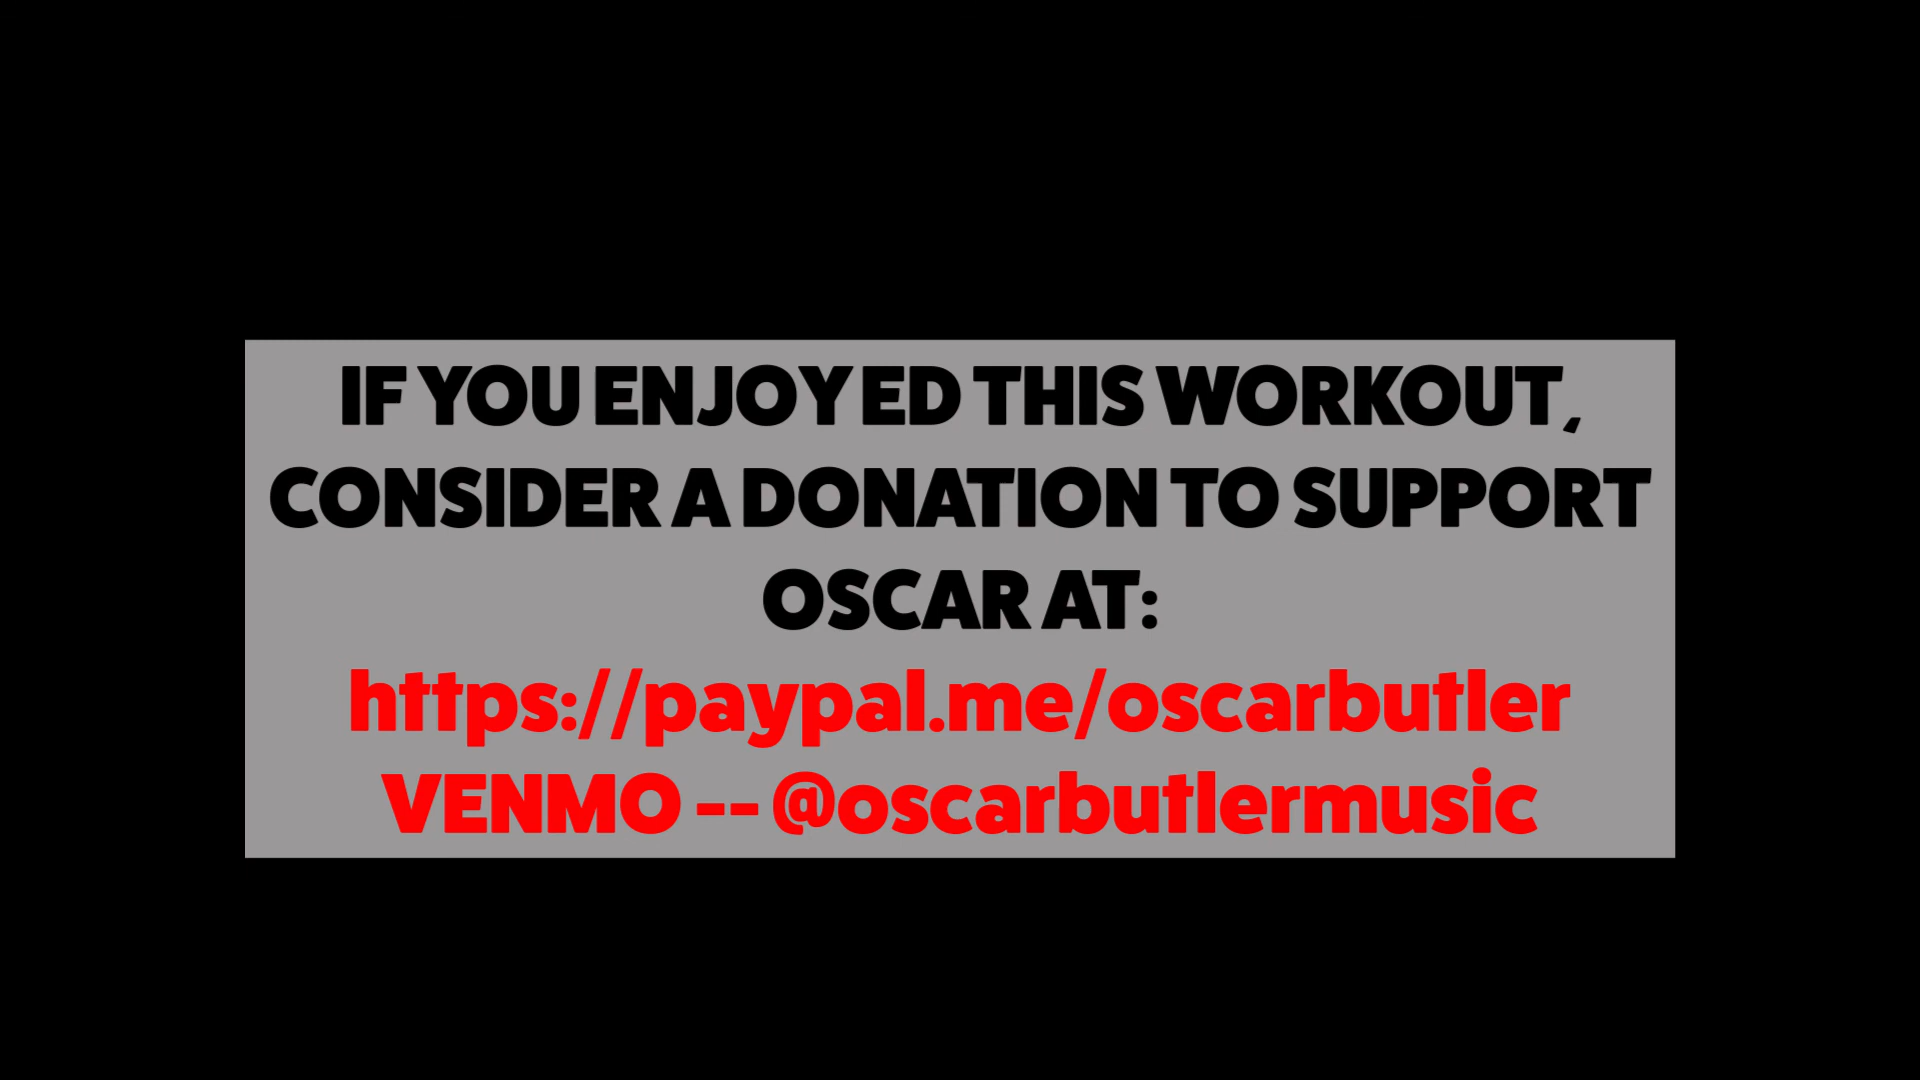 IF YOU ENJOYED THIS WORKOUT,
CONSIDER A DONATION TO SUPPORT
OSCAR AT:
https://paypal.me/oscarbutler
VENMO -- @oscarbutlermusic